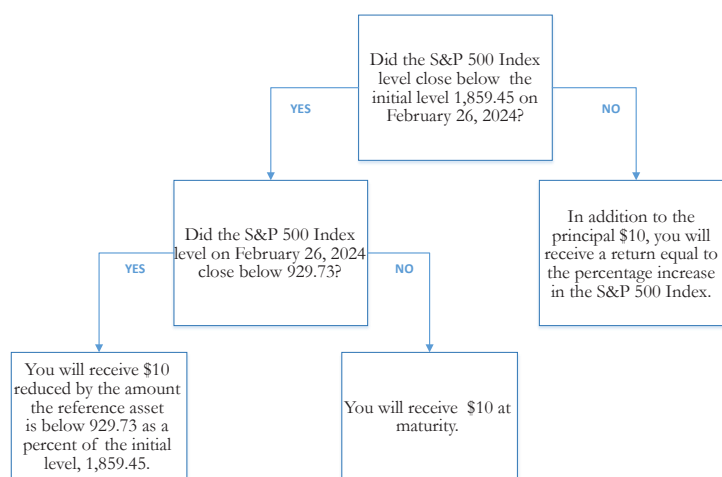 Did the S&P 500 Index
level close below the
initial level 1,859.45 on
February 26, 2024?
YES
NO
Did the S&P 500 Index
level on February 26, 2024
close below 929.73?
In addition to the
principal $10, you will
receive a return equal to
the percentage increase
in the S&P 500 Index.
YES
NO
You will receive $10
reduced by the amount
the reference asset
is below 929.73 as a
percent of the initial
level, 1,859.45.
You will receive $10 at
maturity.